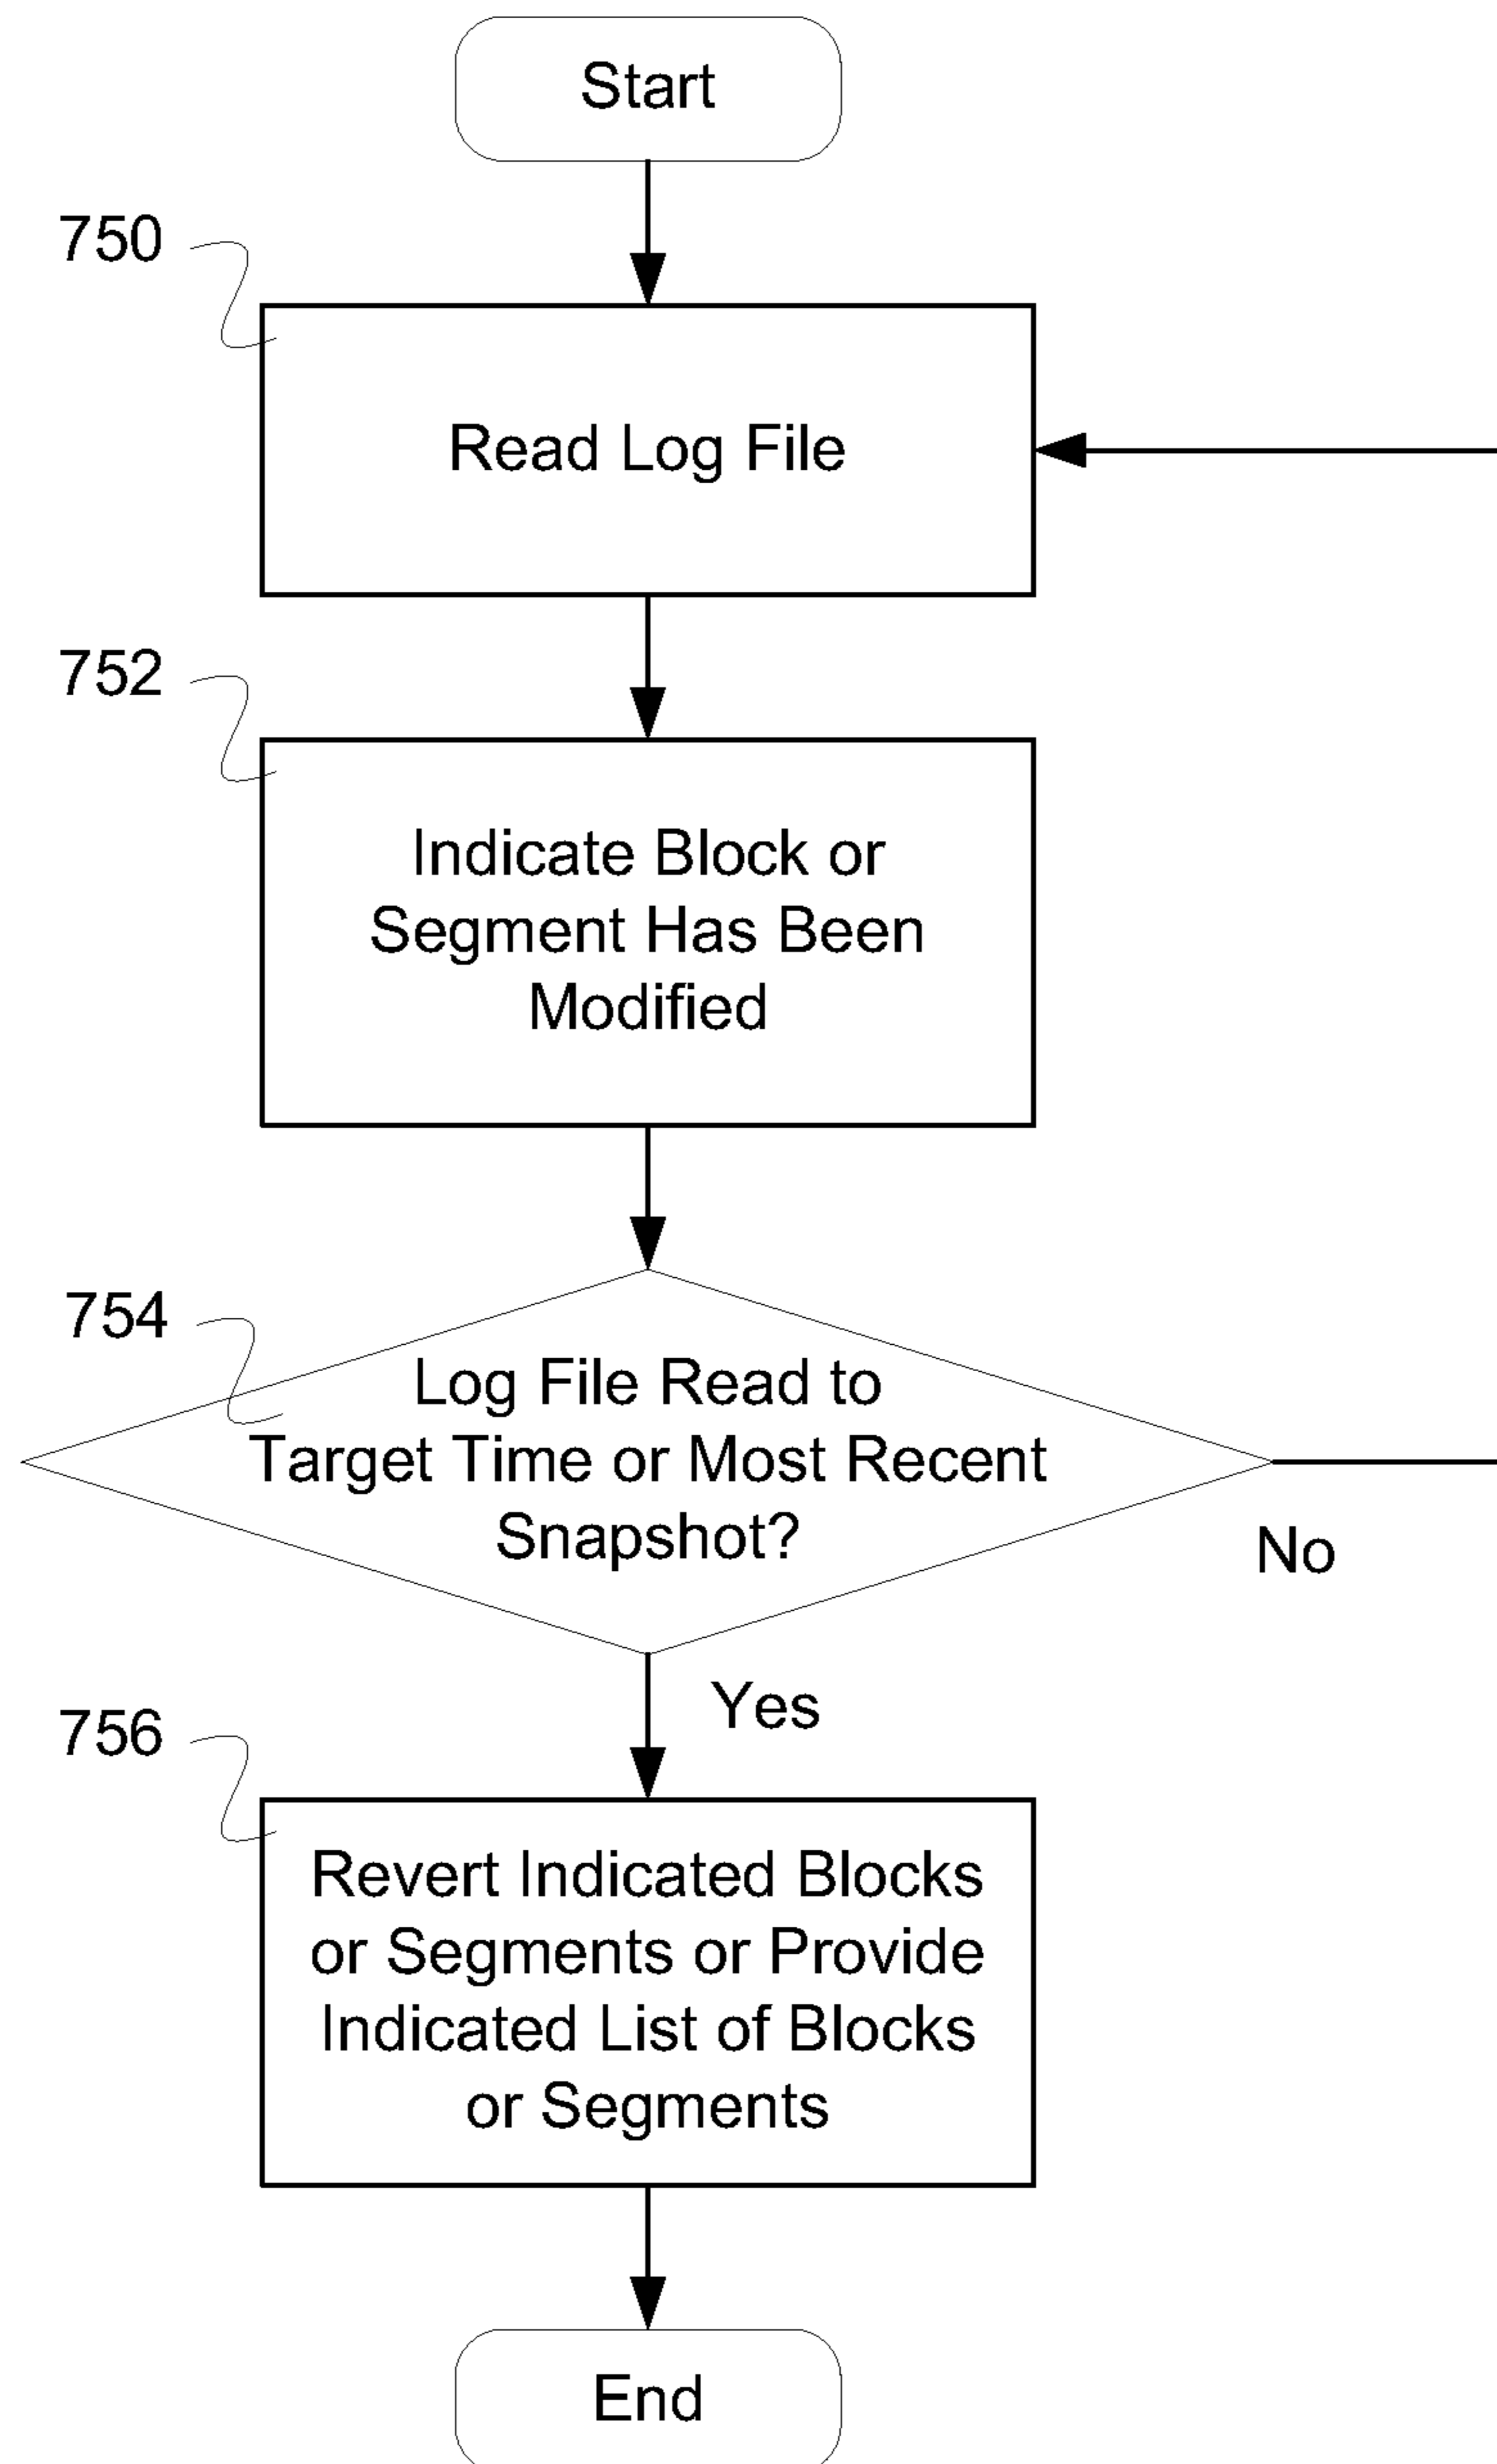 Start
750
Read Log File
752
Indicate Block or
Segment Has Been
Modified
754
Log File Read to
Target Time or Most Recent
Snapshot?
No
Yes
756
Revert Indicated Blocks
or Segments or Provide
Indicated List of Blocks
or Segments
End